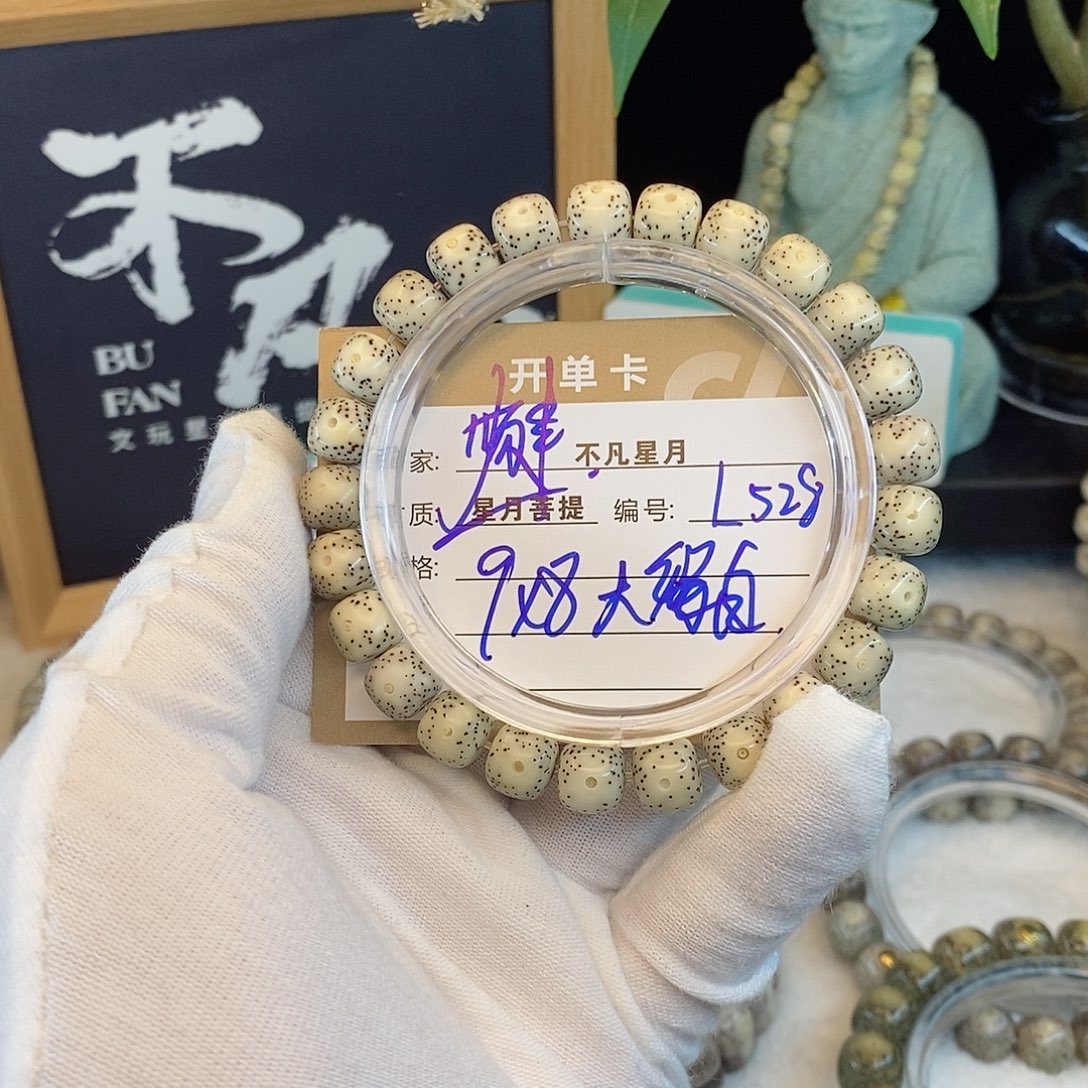 不凡
BU
FAN
文玩星
开单卡
家: 不凡星月
质: 星月菩提 编号: L528
格: 9x8 大